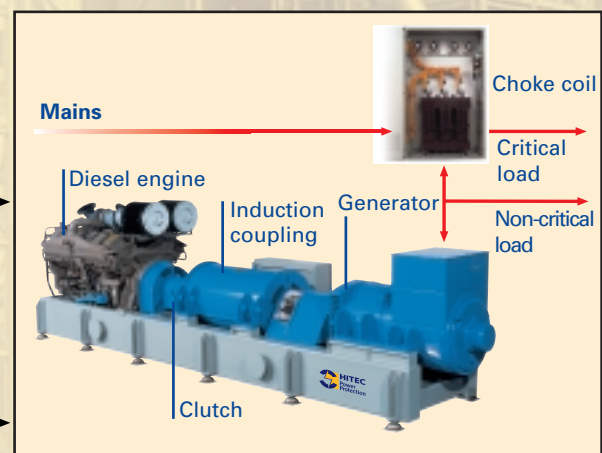 Choke coil
Mains
Critical
load
Diesel engine
Induction
coupling
Generator
Non-critical
load
HITEC
Power
Protection
Clutch